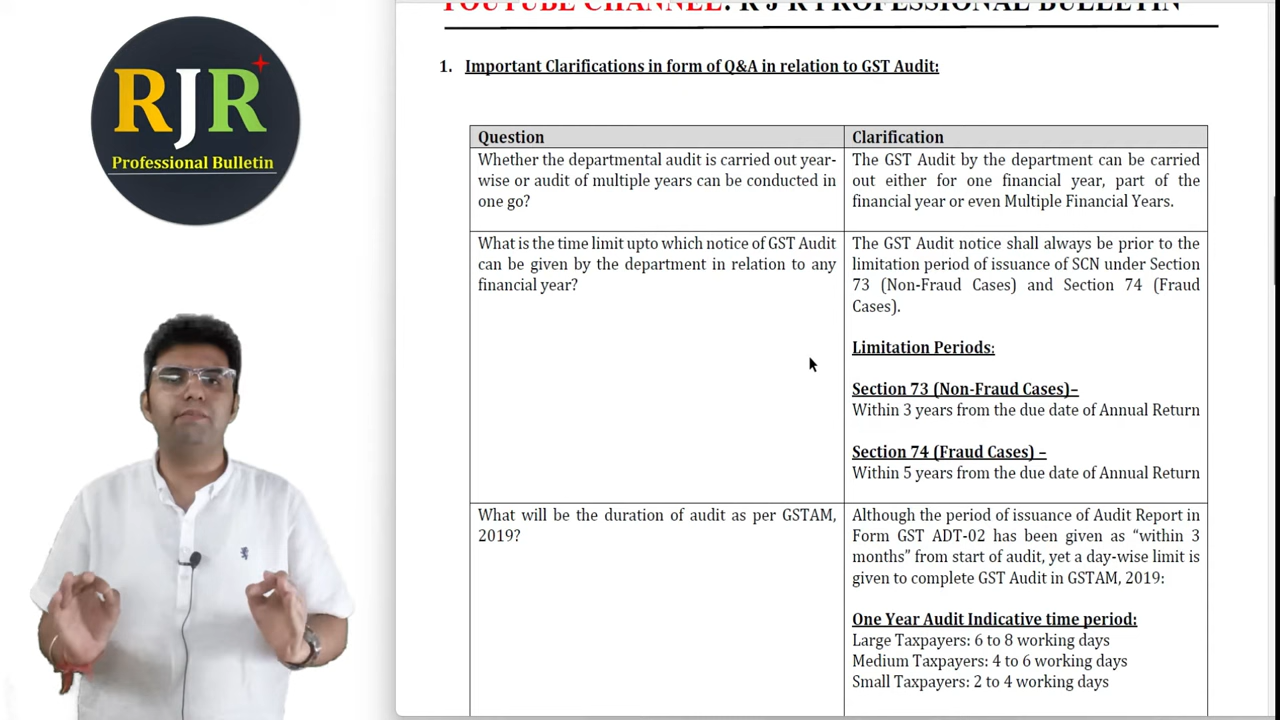 RJR
Professional Bulletin
YOUTUBE CHANNEL: R J R PROFESSIONAL BULLETIN
1. Important Clarifications in form of Q&A in relation to GST Audit:
Question
Clarification
Whether the departmental audit is carried out year-
wise or audit of multiple years can be conducted in
one go?
The GST Audit by the department can be carried
out either for one financial year, part of the
financial year or even Multiple Financial Years.
What is the time limit upto which notice of GST Audit
can be given by the department in relation to any
financial year?
The GST Audit notice shall always be prior to the
limitation period of issuance of SCN under Section
73 (Non-Fraud Cases) and Section 74 (Fraud
Cases).
Limitation Periods:
Section 73 (Non-Fraud Cases)–
Within 3 years from the due date of Annual Return
Section 74 (Fraud Cases) –
Within 5 years from the due date of Annual Return
What will be the duration of audit as per GSTAM,
2019?
Although the period of issuance of Audit Report in
Form GST ADT-02 has been given as “within 3
months” from start of audit, yet a day-wise limit is
given to complete GST Audit in GSTAM, 2019:
One Year Audit Indicative time period:
Large Taxpayers: 6 to 8 working days
Medium Taxpayers: 4 to 6 working days
Small Taxpayers: 2 to 4 working days